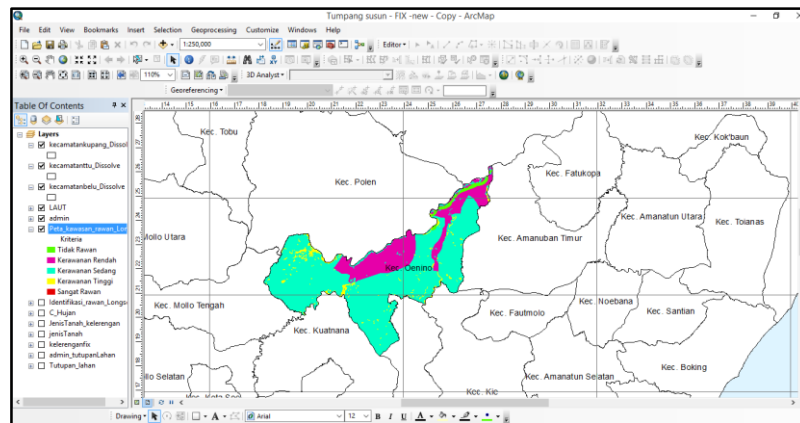 Tumpang susun - FIX -new - Copy - ArcMap
File Edit View Bookmarks Insert Selection Geoprocessing Customize Windows Help
1:250,000
Editor
110%
3D Analyst
Georeferencing
Table Of Contents
Layers
kecamatankupang_Dissol
kecamatanttu_Dissolve
kecamatanbelu_Dissolve
LAUT
admin
Peta_kawasan_rawan_Lon
Kriteria
Tidak Rawan
Kerawanan Rendah
Kerawanan Sedang
Kerawanan Tinggi
Sangat Rawan
Identifikasi_rawan_Longs
C_Hujan
JenisTanah_kelerengan
jenisTanah
kelerenganfix
admin_tutupanLahan
Tutupan_lahan
Kec. Tobu
Kec. Kok'baun
Kec. Polen
Kec. Fatukopa
Kec. Amanatun Utara
Kec. Toianas
Mollo Utara
Kec. Amanuban Timur
Kec. Oenino
Kec. Mollo Tengah
Kec. Noebana
Kec. Santian
Kec. Fautmolo
Kec. Kuatnana
Kec. Boking
Mollo Selatan
Kec. Amanatun Selatan
Kec. Kie
Drawing
Arial
12
B I U A